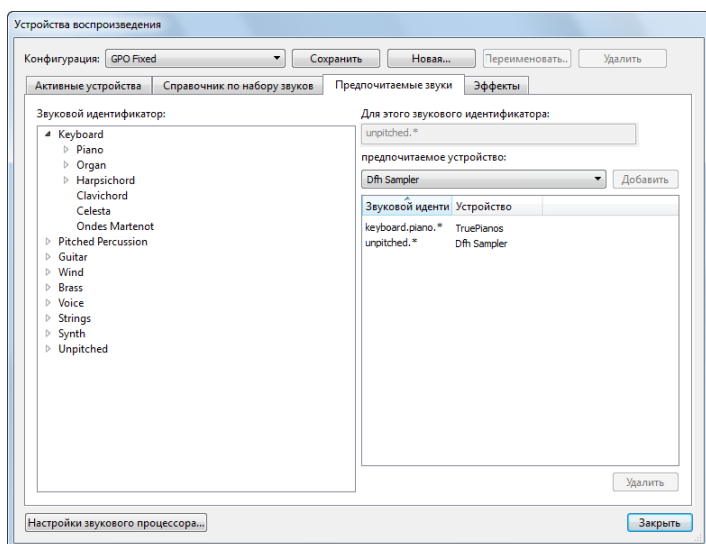 Устройства воспроизведения
Конфигурация: GPO Fixed Сохранить Новая... Переименовать.. Удалить
Активные устройства Справочник по набору звуков Предпочитаемые звуки Эффекты
Звуковой идентификатор:
Keyboard
Piano
Organ
Harpsichord
Clavichord
Celesta
Ondes Martenot
Pitched Percussion
Guitar
Wind
Brass
Voice
Strings
Synth
Unpitched
Для этого звукового идентификатора:
unpitched.*
предпочитаемое устройство:
Dfh Sampler Добавить
Звуковой иденти Устройство
keyboard.piano.* TruePianos
unpitched.* Dfh Sampler
Удалить
Настройки звукового процессора... Закрыть